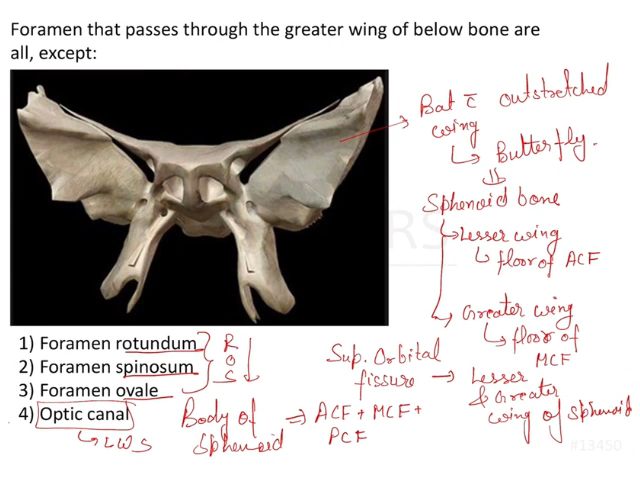 Foramen that passes through the greater wing of below bone are
all, except:
Bat c̄ outstretched
wing
↳ Butterfly.
⇓
Sphenoid bone
→ Lesser wing
↳ floor of ACF
→ Greater wing
↳ floor of
MCF
1) Foramen rotundum
2) Foramen spinosum
3) Foramen ovale
4) Optic canal
R
O
S
↳ LWS
Body of
sphenoid
⇒ ACF + MCF +
PCF
Sup. Orbital
fissure → Lesser
& Greater
wing of sphenoid
#13450